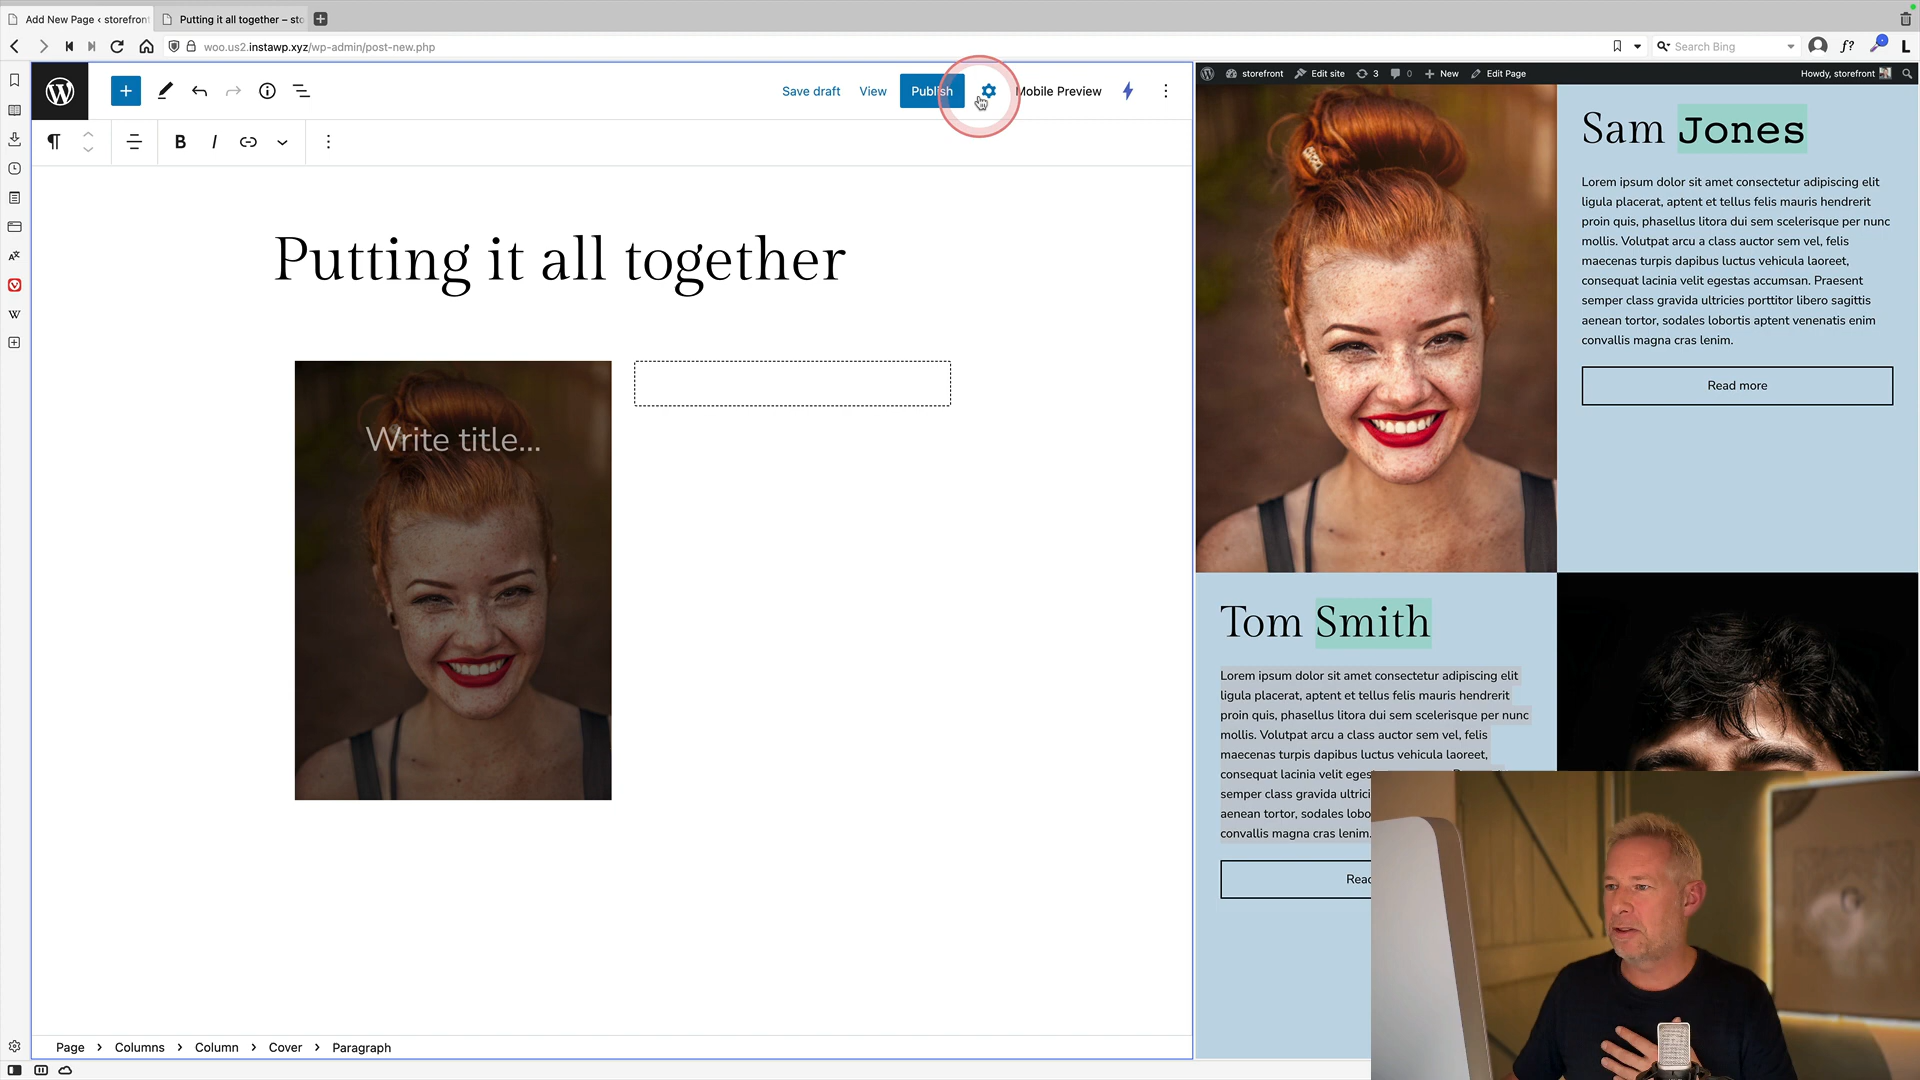 Add New Page ‹ storefront
Putting it all together – sto
woo.us2.instawp.xyz/wp-admin/post-new.php
Search Bing
f?
L
Save draft
View
Publish
Mobile Preview
B
I
Putting it all together
Write title...
Page
Columns
Column
Cover
Paragraph
storefront
Edit site
3
0
New
Edit Page
Howdy, storefront
Sam Jones
Lorem ipsum dolor sit amet consectetur adipiscing elit
ligula placerat, aptent et tellus felis mauris hendrerit
proin quis, phasellus litora dui sem scelerisque per nunc
mollis. Volutpat arcu a class auctor sem vel, felis
maecenas turpis dapibus luctus vehicula laoreet,
consequat lacinia velit egestas accumsan. Praesent
semper class gravida ultricies porttitor libero sagittis
aenean tortor, sodales lobortis aptent venenatis enim
convallis magna cras lenim.
Read more
Tom Smith
Lorem ipsum dolor sit amet consectetur adipiscing elit
ligula placerat, aptent et tellus felis mauris hendrerit
proin quis, phasellus litora dui sem scelerisque per nunc
mollis. Volutpat arcu a class auctor sem vel, felis
maecenas turpis dapibus luctus vehicula laoreet,
consequat lacinia velit eges
semper class gravida ultrici
aenean tortor, sodales lobo
convallis magna cras lenim.
Read